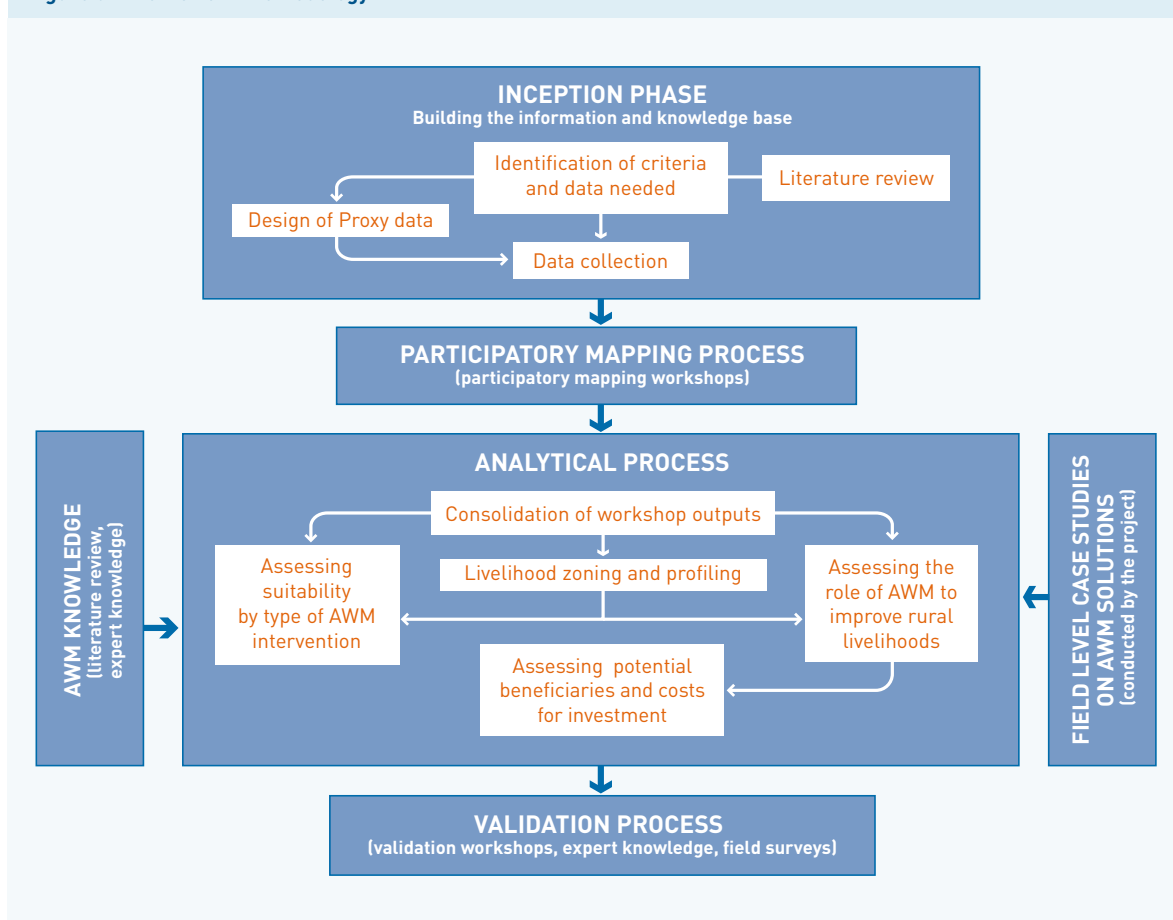 INCEPTION PHASE
Building the information and knowledge base
Identification of criteria
and data needed
Literature review
Design of Proxy data
Data collection
PARTICIPATORY MAPPING PROCESS
(participatory mapping workshops)
AWM KNOWLEDGE
(literature review,
expert knowledge)
ANALYTICAL PROCESS
Consolidation of workshop outputs
Assessing
suitability
by type of AWM
intervention
Livelihood zoning and profiling
Assessing the
role of AWM to
improve rural
livelihoods
Assessing potential
beneficiaries and costs
for investment
FIELD LEVEL CASE STUDIES
ON AWM SOLUTIONS
(conducted by the project)
VALIDATION PROCESS
(validation workshops, expert knowledge, field surveys)